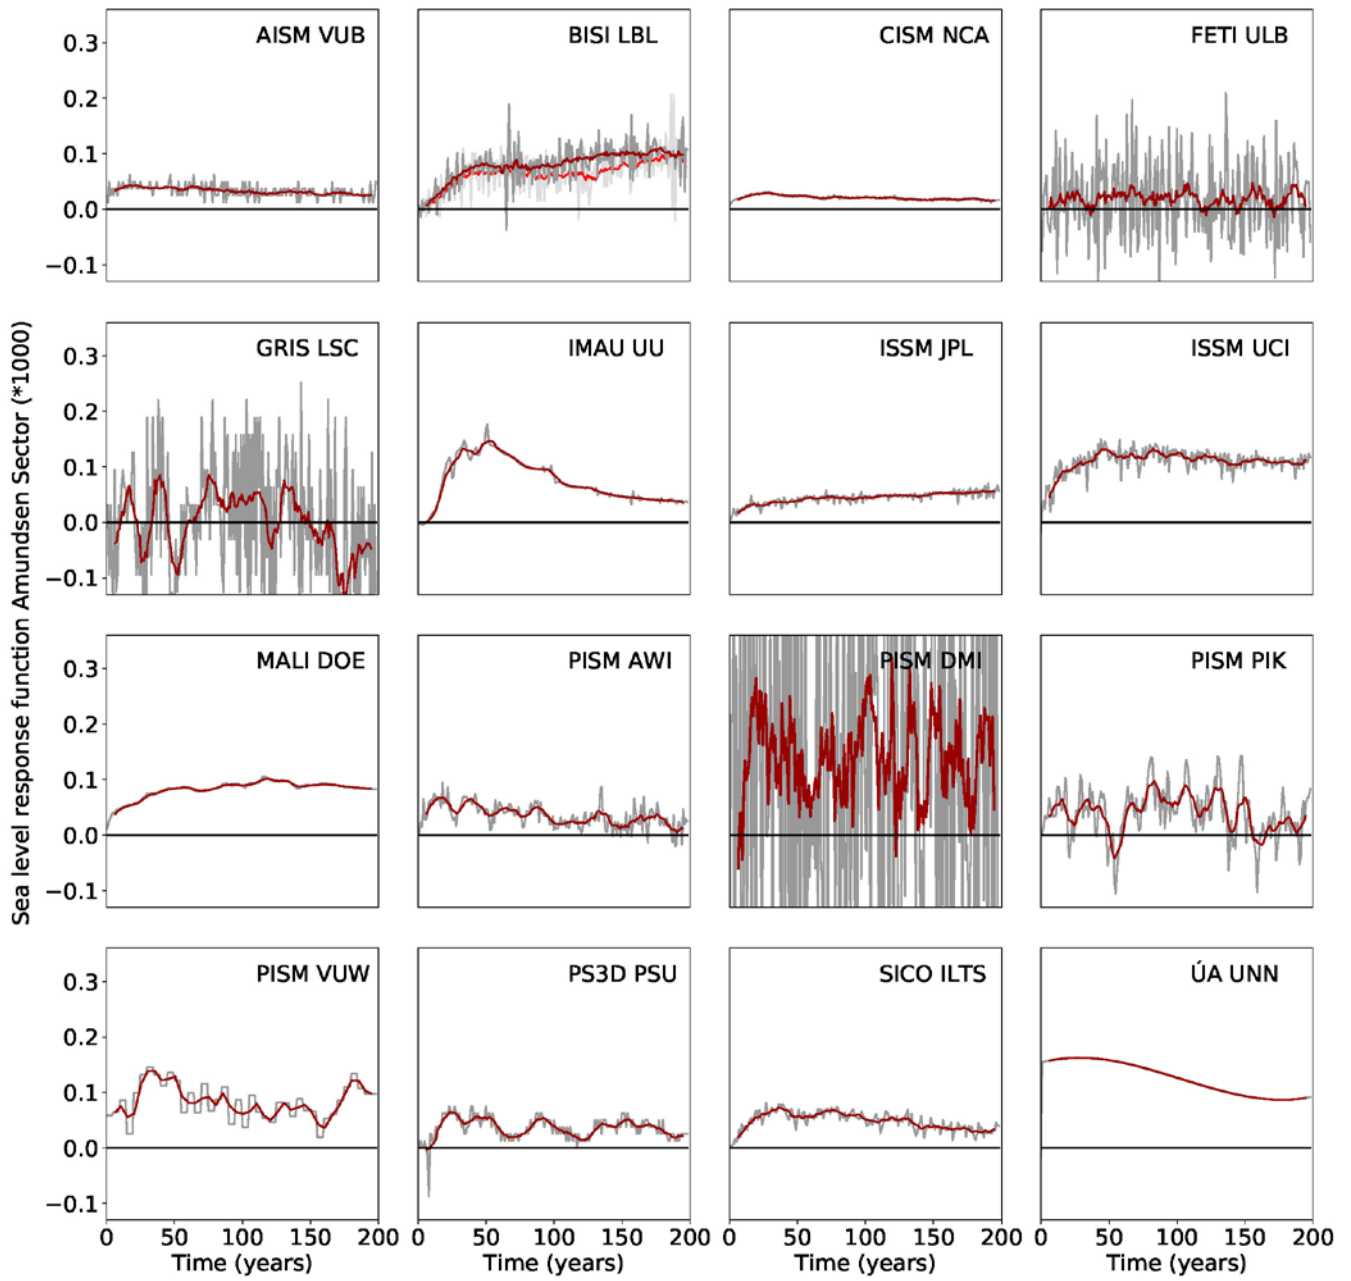 AISM VUB
BISI LBL
CISM NCA
FETI ULB
0.3
0.2
0.1
0.0
−0.1
GRIS LSC
IMAU UU
ISSM JPL
ISSM UCI
0.3
0.2
0.1
0.0
−0.1
Sea level response function Amundsen Sector (*1000)
MALI DOE
PISM AWI
PISM DMI
PISM PIK
0.3
0.2
0.1
0.0
−0.1
PISM VUW
PS3D PSU
SICO ILTS
ÚA UNN
0.3
0.2
0.1
0.0
−0.1
0 50 100 150 200
0 50 100 150 200
0 50 100 150 200
0 50 100 150 200
Time (years)
Time (years)
Time (years)
Time (years)